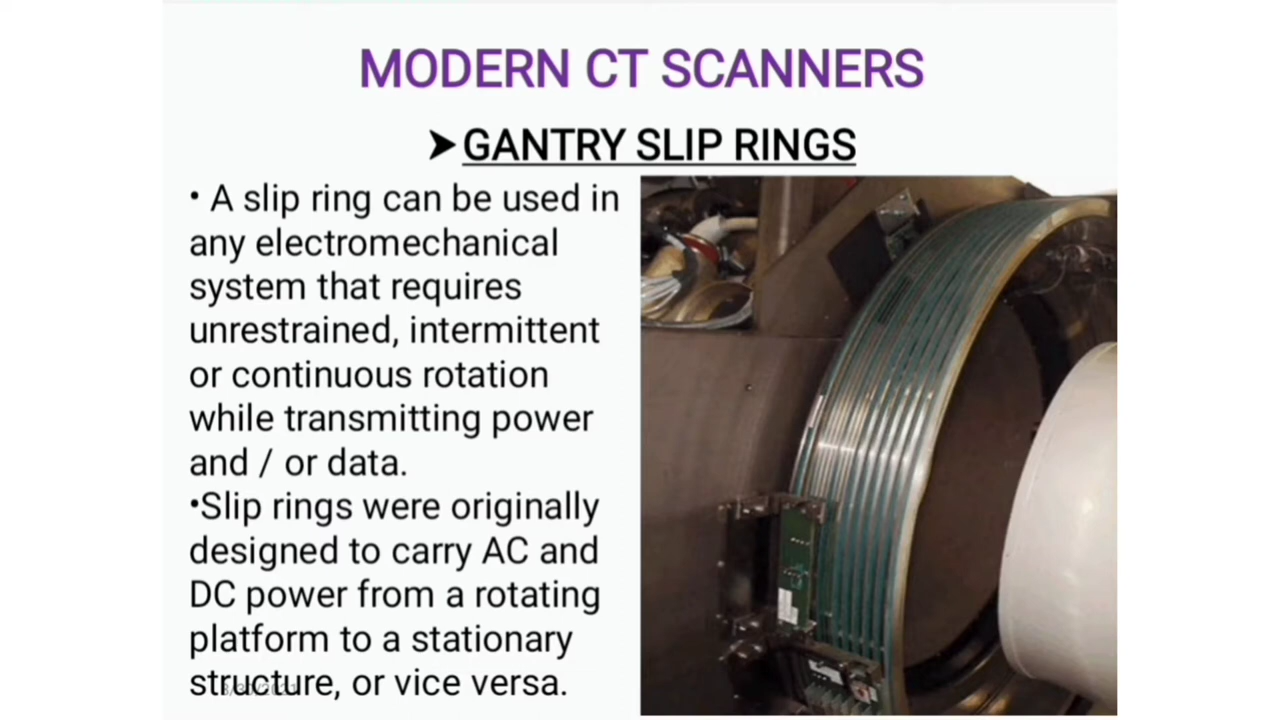 MODERN CT SCANNERS
➤GANTRY SLIP RINGS
• A slip ring can be used in
any electromechanical
system that requires
unrestrained, intermittent
or continuous rotation
while transmitting power
and / or data.
•Slip rings were originally
designed to carry AC and
DC power from a rotating
platform to a stationary
structure, or vice versa.